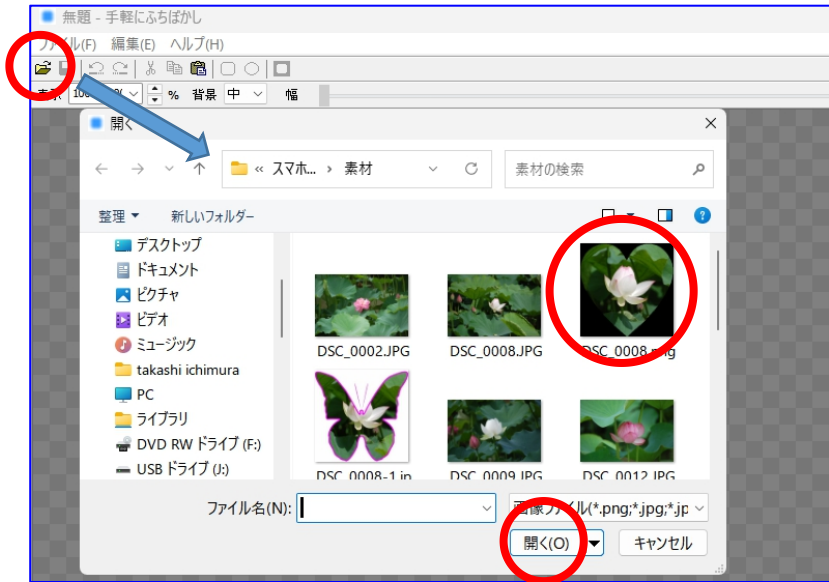 無題 - 手軽にふちぼかし
ファイル(F) 編集(E) ヘルプ(H)
% 背景 中 幅
開く
« スマホ... › 素材
素材の検索
整理 新しいフォルダー
デスクトップ
ドキュメント
ピクチャ
ビデオ
ミュージック
takashi ichimura
PC
ライブラリ
DVD RW ドライブ (F:)
USB ドライブ (J:)
DSC_0002.JPG
DSC_0008.JPG
DSC_0008.png
DSC_0008-1.jp
DSC_0009.JPG
DSC_0012.JPG
ファイル名(N):
画像ファイル(*.png;*.jpg;*.jp
開く(O)
キャンセル